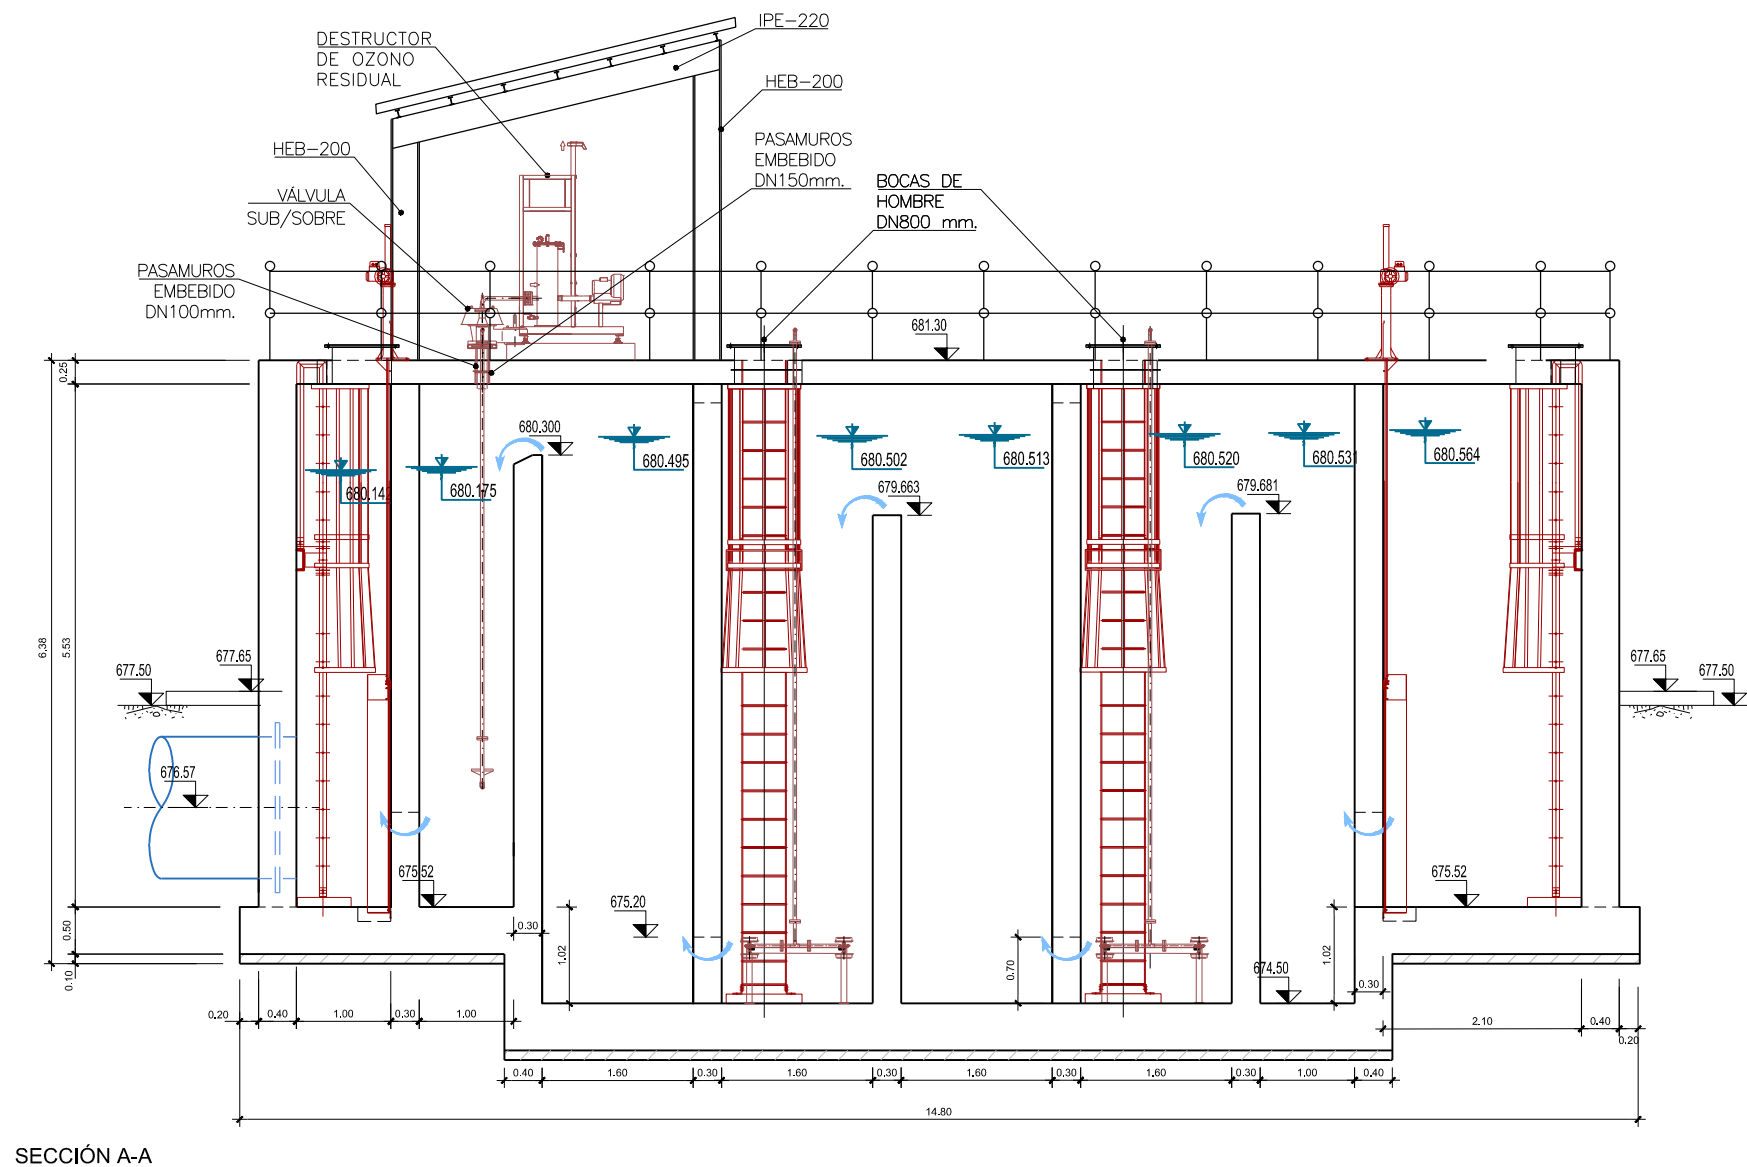 IPE-220
DESTRUCTOR
DE OZONO
RESIDUAL
HEB-200
HEB-200
PASAMUROS
EMBEBIDO
DN150mm.
VÁLVULA
SUB/SOBRE
BOCAS DE
HOMBRE
DN800 mm.
PASAMUROS
EMBEBIDO
DN100mm.
681.30
0.25
680.300
680.495
680.502
680.513
680.520
680.531
680.564
680.142
680.175
679.663
679.681
6.38
5.53
677.50
677.65
677.65
677.50
676.57
675.52
675.52
675.20
674.50
0.50
0.10
0.30
1.02
0.70
1.02
0.30
0.20
0.40
1.00
0.30
1.00
2.10
0.40
0.20
0.40
1.60
0.30
1.60
0.30
1.60
0.30
1.60
0.30
1.00
0.40
14.80
SECCIÓN A-A